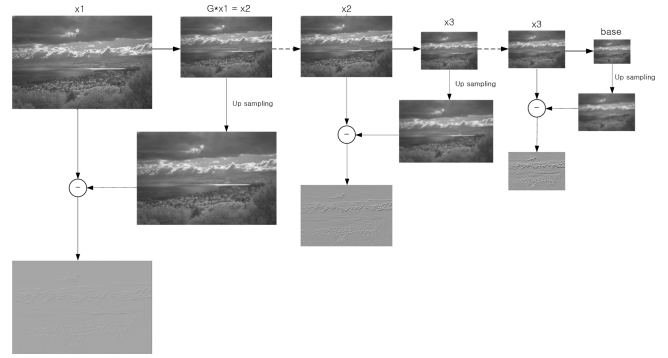 x1
G*x1 = x2
x2
x3
x3
base
Up sampling
Up sampling
Up sampling
−
−
−